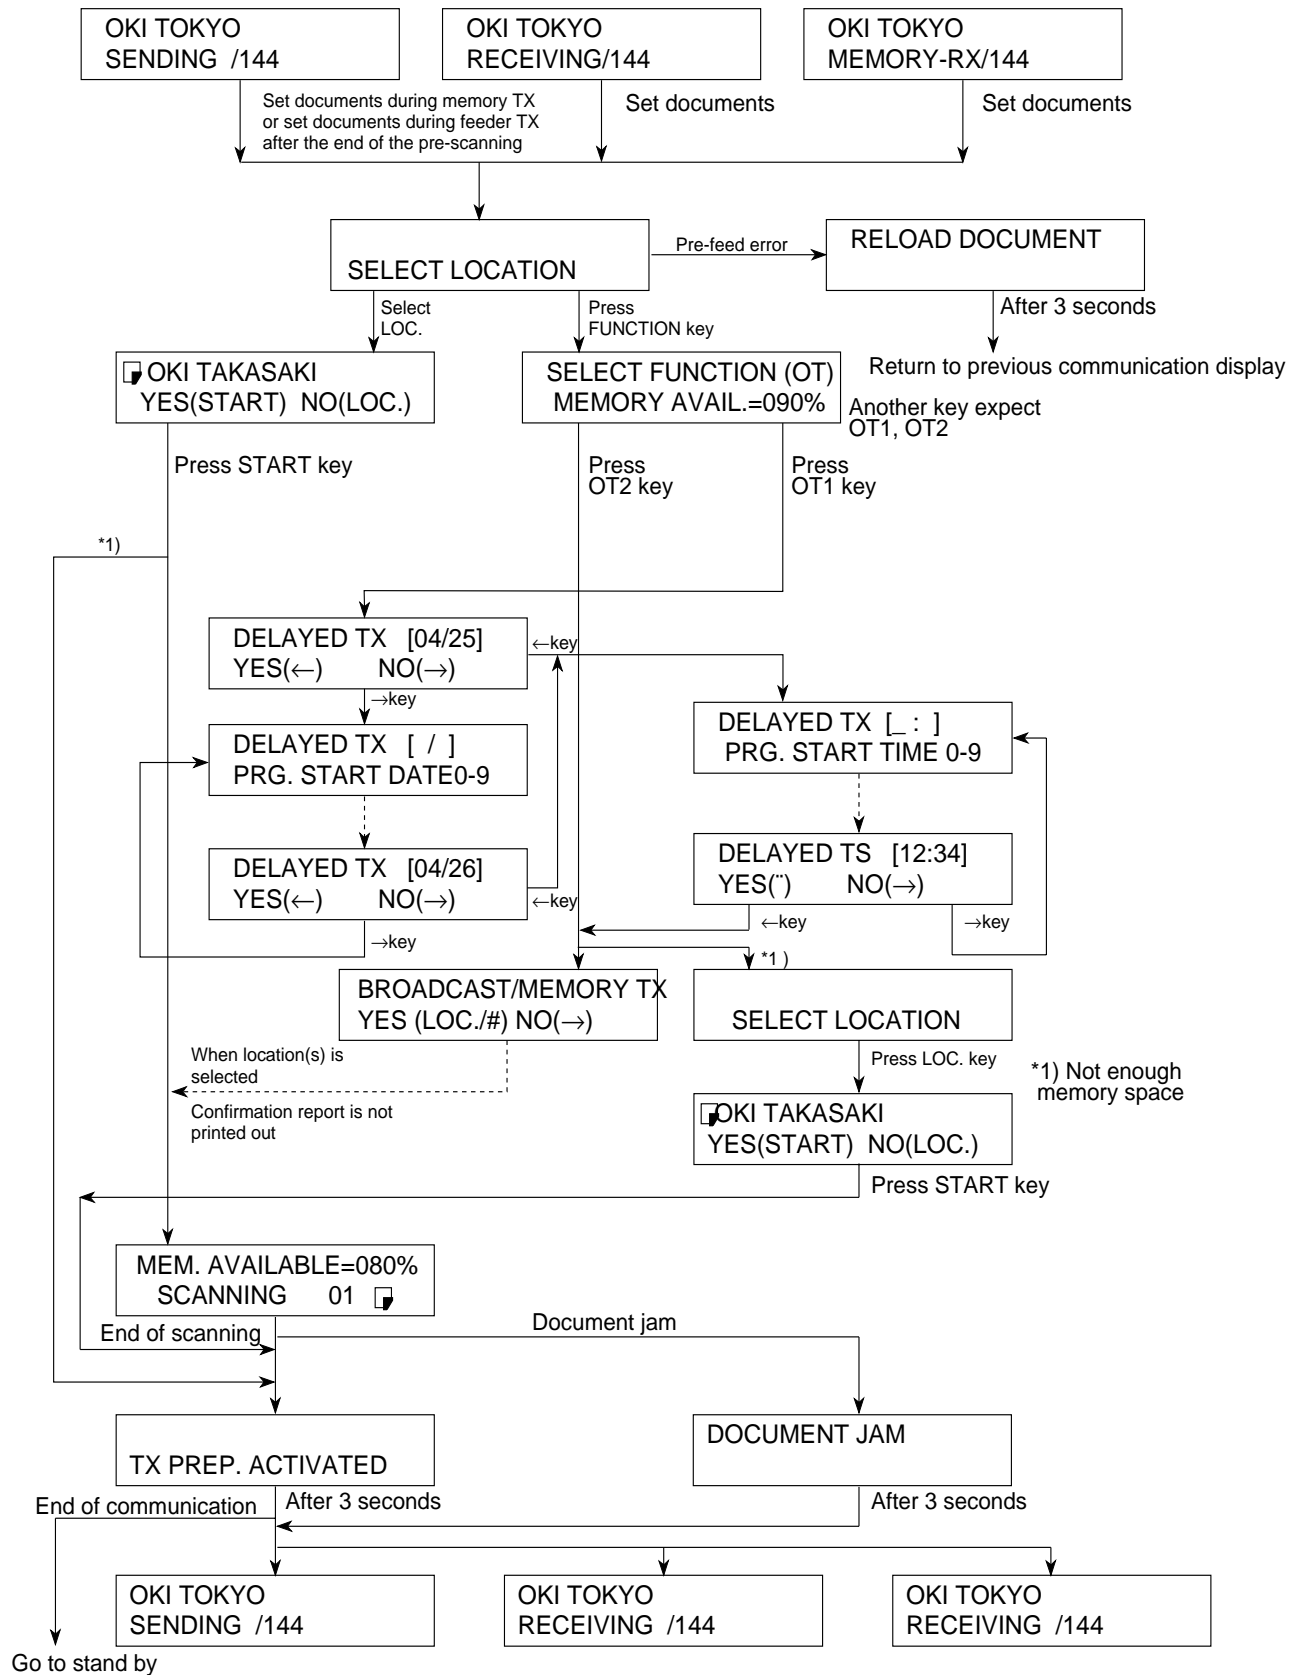 OKI TOKYO
SENDING /144
OKI TOKYO
RECEIVING/144
OKI TOKYO
MEMORY-RX/144
Set documents during memory TX
or set documents during feeder TX
after the end of the pre-scanning
Set documents
Set documents
SELECT LOCATION
Pre-feed error
RELOAD DOCUMENT
Select
LOC.
Press
FUNCTION key
After 3 seconds
OKI TAKASAKI
YES(START) NO(LOC.)
SELECT FUNCTION (OT)
MEMORY AVAIL.=090%
Return to previous communication display
Another key expect
OT1, OT2
Press START key
Press
OT2 key
Press
OT1 key
*1)
DELAYED TX [04/25]
YES(←) NO(→)
←key
→key
DELAYED TX [ / ]
PRG. START DATE0-9
DELAYED TX [_ : ]
PRG. START TIME 0-9
DELAYED TX [04/26]
YES(←) NO(→)
←key
→key
DELAYED TS [12:34]
YES(¨) NO(→)
←key
→key
*1 )
BROADCAST/MEMORY TX
YES (LOC./#) NO(→)
SELECT LOCATION
When location(s) is
selected
Confirmation report is not
printed out
Press LOC. key
*1) Not enough
memory space
OKI TAKASAKI
YES(START) NO(LOC.)
Press START key
MEM. AVAILABLE=080%
SCANNING 01
End of scanning
Document jam
TX PREP. ACTIVATED
DOCUMENT JAM
End of communication
After 3 seconds
After 3 seconds
OKI TOKYO
SENDING /144
OKI TOKYO
RECEIVING /144
OKI TOKYO
RECEIVING /144
Go to stand by